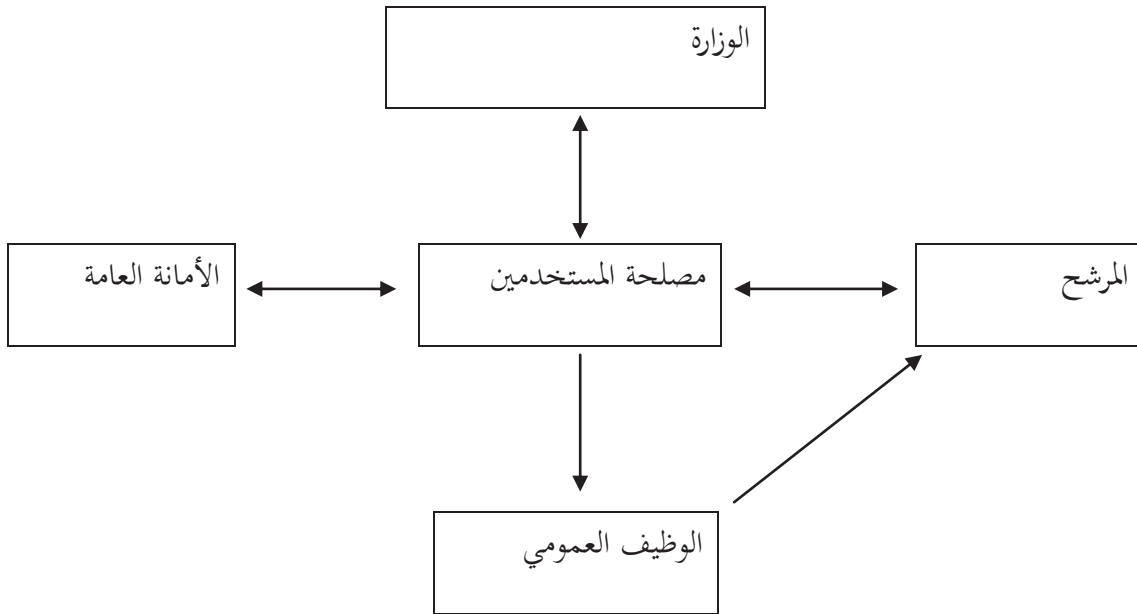 الوزارة
المرشح
مصلحة المستخدمين
الأمانة العامة
الوظيف العمومي